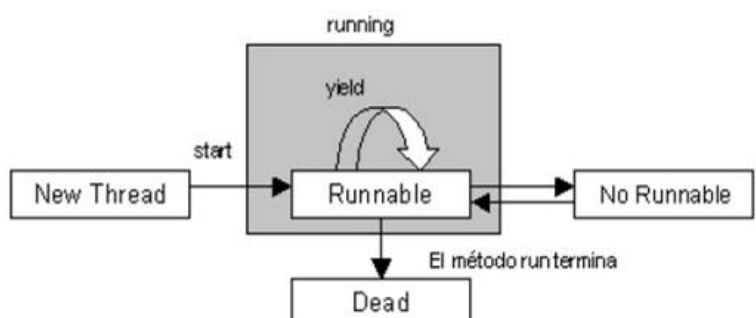 running
yield
start
New Thread
Runnable
No Runnable
El método run termina
Dead